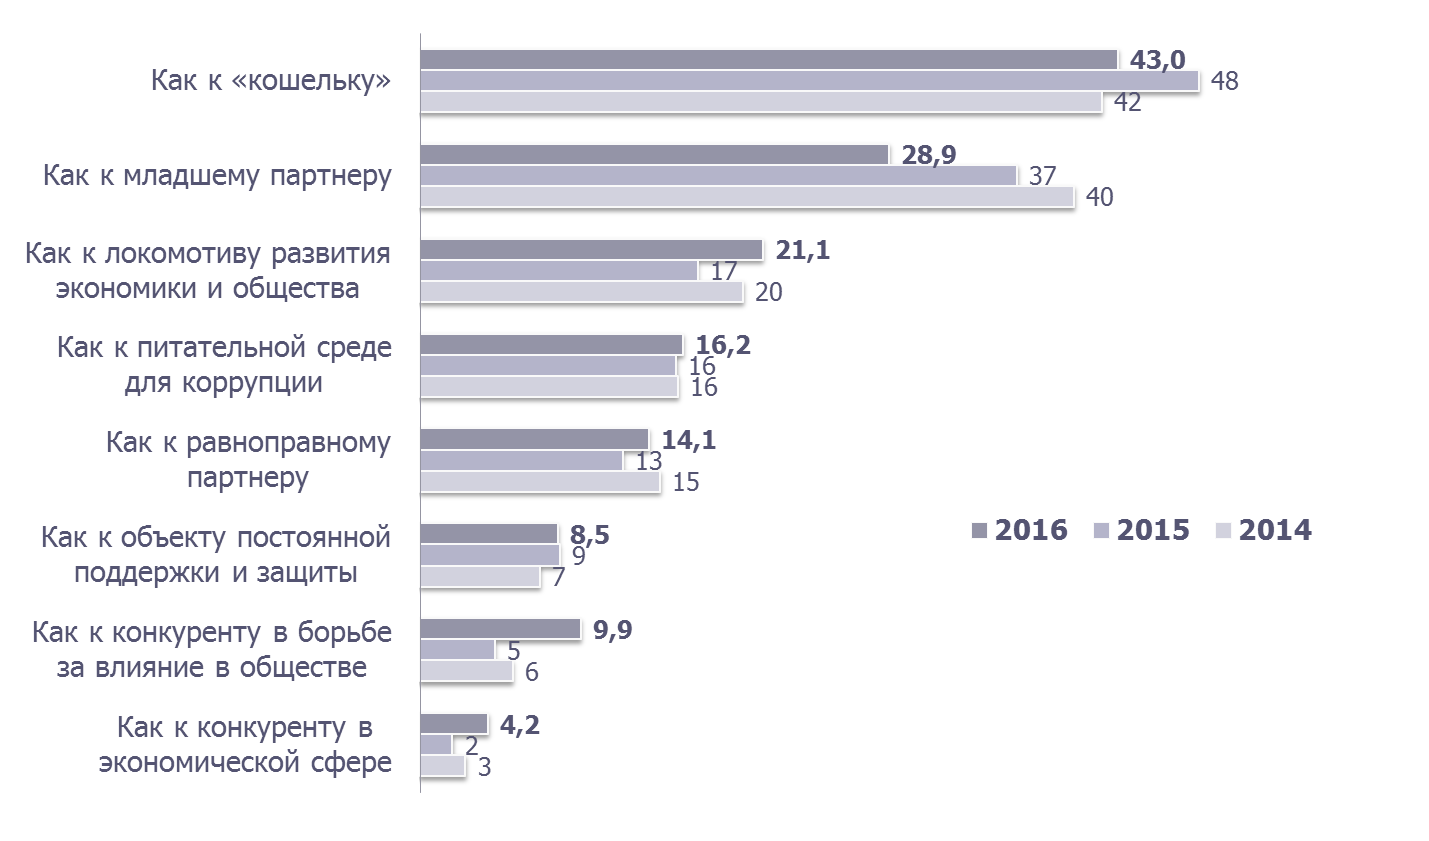 Как к «кошельку»
43,0
48
42
Как к младшему партнеру
28,9
37
40
Как к локомотиву развития
экономики и общества
21,1
17
20
Как к питательной среде
для коррупции
16,2
16
16
Как к равноправному
партнеру
14,1
13
15
Как к объекту постоянной
поддержки и защиты
8,5
9
7
2016 2015 2014
Как к конкуренту в борьбе
за влияние в обществе
9,9
5
6
Как к конкуренту в
экономической сфере
4,2
2
3